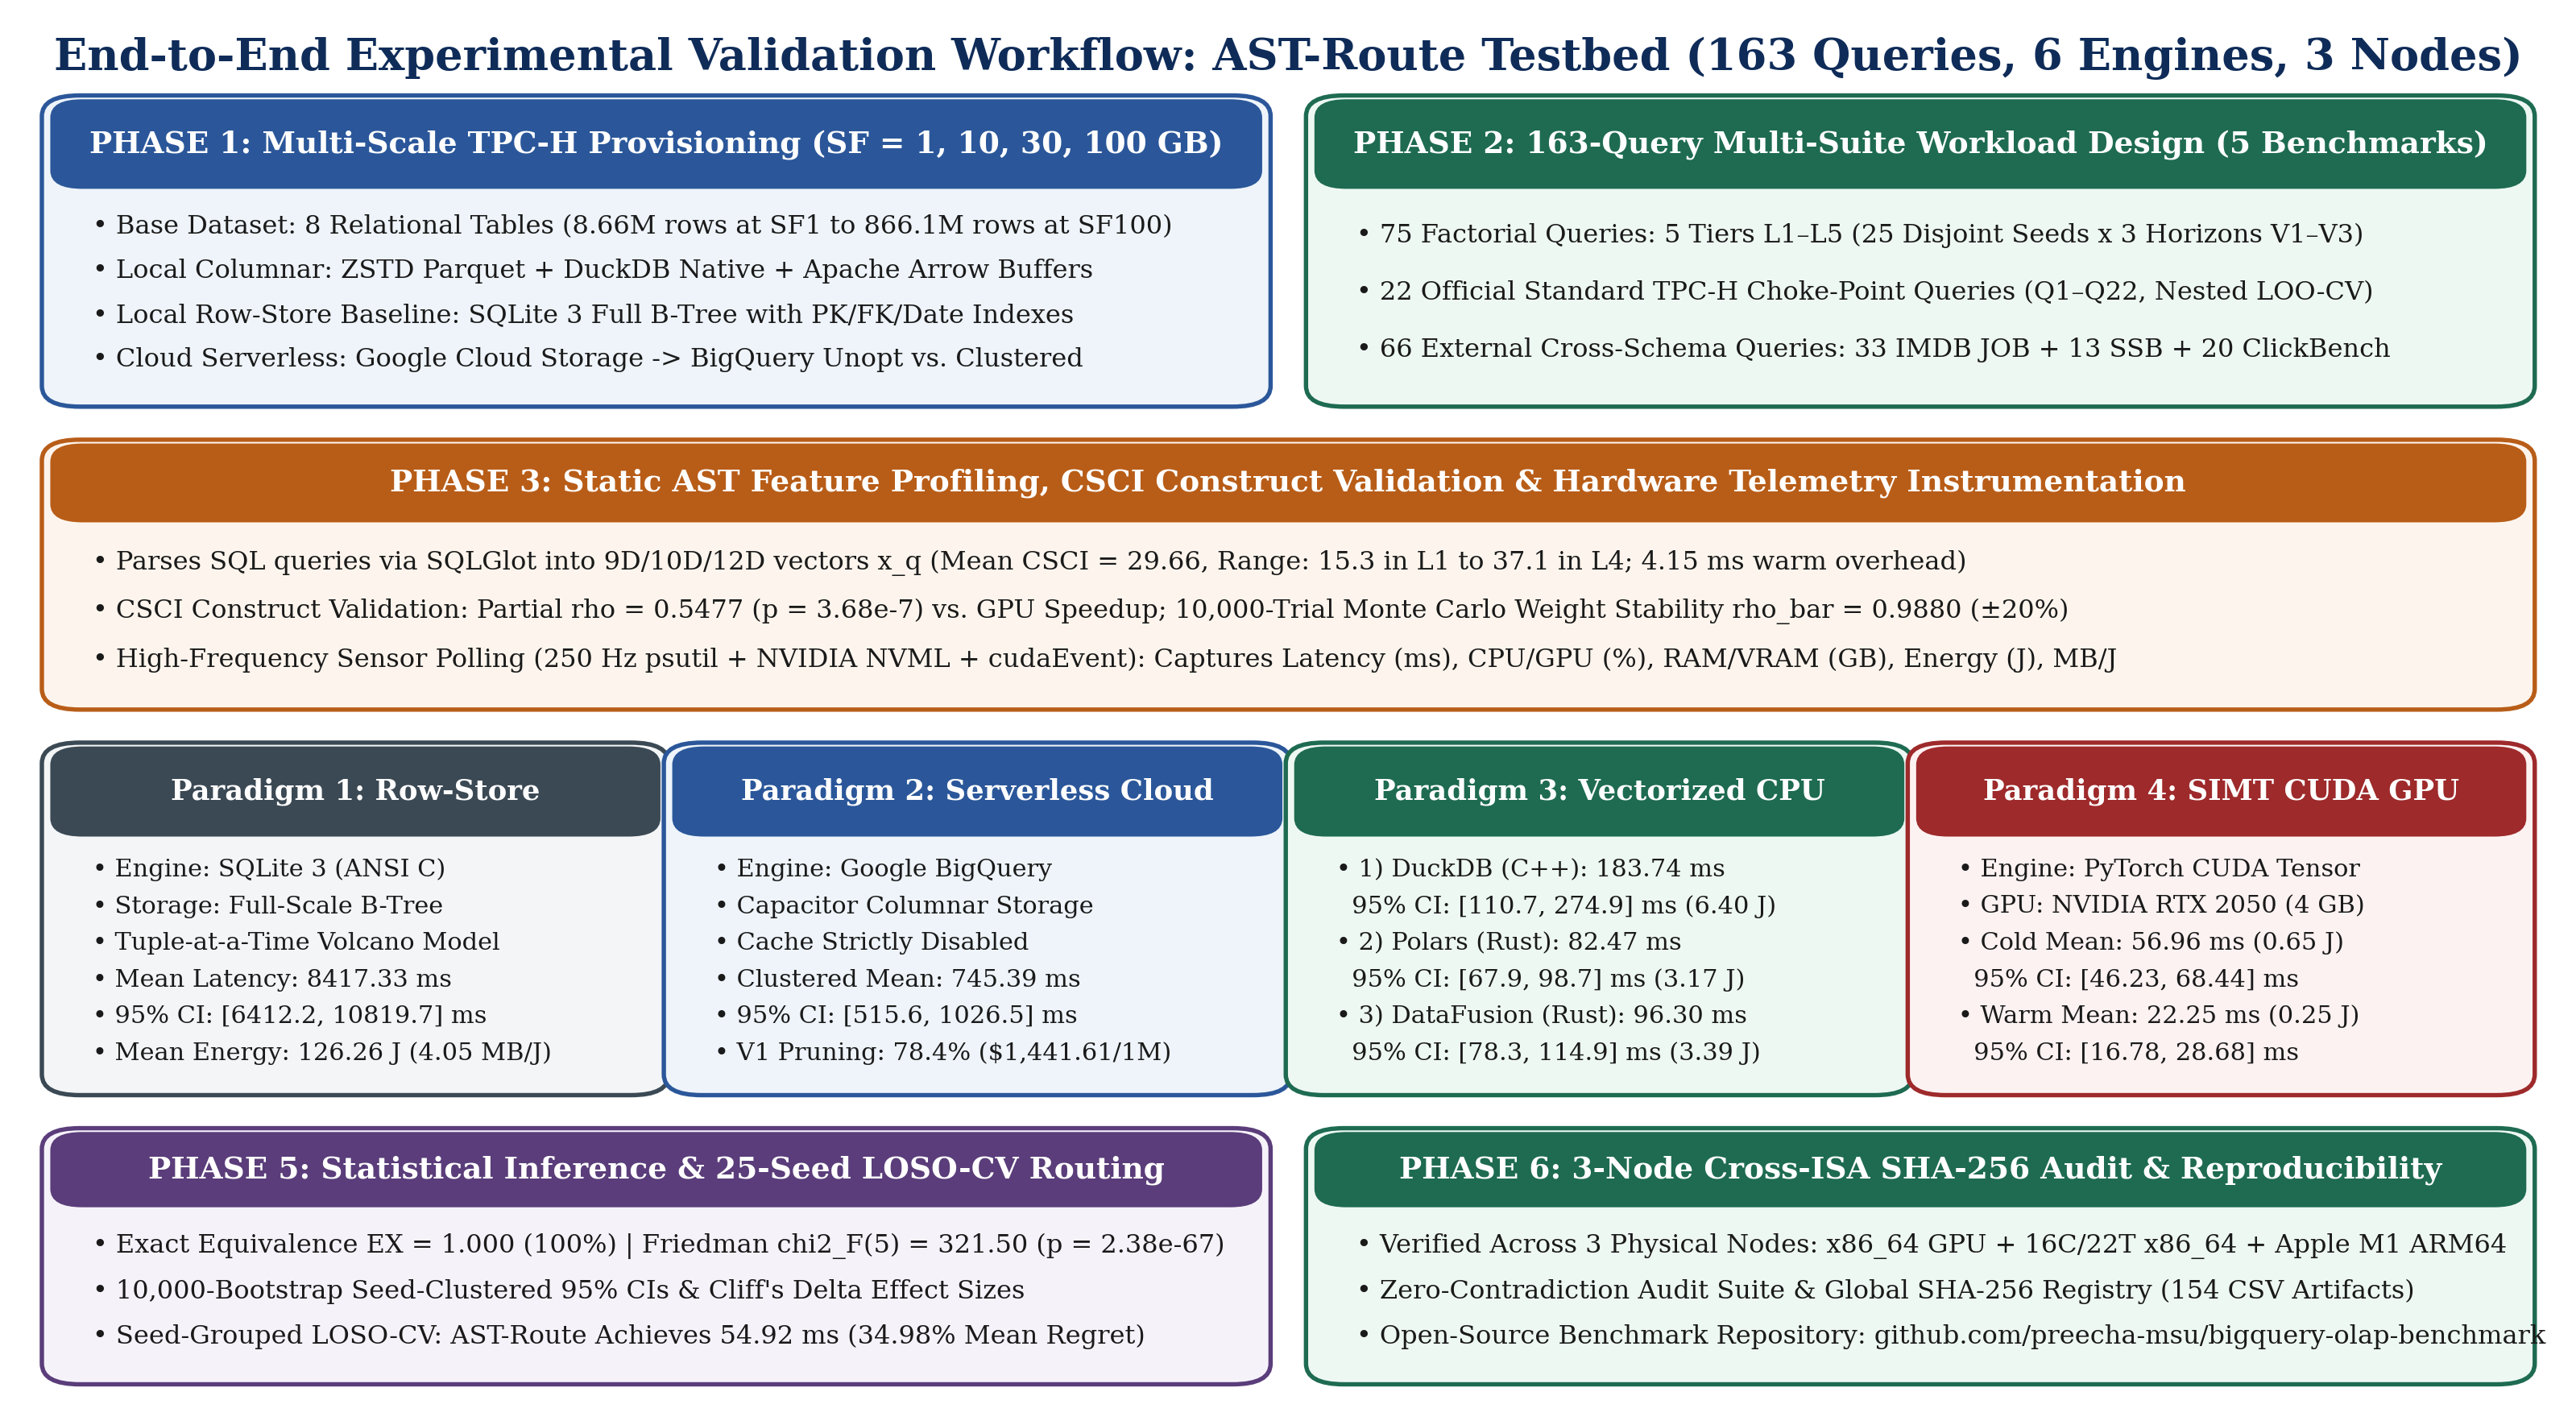 End-to-End Experimental Validation Workflow: AST-Route Testbed (163 Queries, 6 Engines, 3 Nodes)
PHASE 1: Multi-Scale TPC-H Provisioning (SF = 1, 10, 30, 100 GB)
• Base Dataset: 8 Relational Tables (8.66M rows at SF1 to 866.1M rows at SF100)
• Local Columnar: ZSTD Parquet + DuckDB Native + Apache Arrow Buffers
• Local Row-Store Baseline: SQLite 3 Full B-Tree with PK/FK/Date Indexes
• Cloud Serverless: Google Cloud Storage -> BigQuery Unopt vs. Clustered
PHASE 2: 163-Query Multi-Suite Workload Design (5 Benchmarks)
• 75 Factorial Queries: 5 Tiers L1–L5 (25 Disjoint Seeds x 3 Horizons V1–V3)
• 22 Official Standard TPC-H Choke-Point Queries (Q1–Q22, Nested LOO-CV)
• 66 External Cross-Schema Queries: 33 IMDB JOB + 13 SSB + 20 ClickBench
PHASE 3: Static AST Feature Profiling, CSCI Construct Validation & Hardware Telemetry Instrumentation
• Parses SQL queries via SQLGlot into 9D/10D/12D vectors x_q (Mean CSCI = 29.66, Range: 15.3 in L1 to 37.1 in L4; 4.15 ms warm overhead)
• CSCI Construct Validation: Partial rho = 0.5477 (p = 3.68e-7) vs. GPU Speedup; 10,000-Trial Monte Carlo Weight Stability rho_bar = 0.9880 (±20%)
• High-Frequency Sensor Polling (250 Hz psutil + NVIDIA NVML + cudaEvent): Captures Latency (ms), CPU/GPU (%), RAM/VRAM (GB), Energy (J), MB/J
Paradigm 1: Row-Store
• Engine: SQLite 3 (ANSI C)
• Storage: Full-Scale B-Tree
• Tuple-at-a-Time Volcano Model
• Mean Latency: 8417.33 ms
• 95% CI: [6412.2, 10819.7] ms
• Mean Energy: 126.26 J (4.05 MB/J)
Paradigm 2: Serverless Cloud
• Engine: Google BigQuery
• Capacitor Columnar Storage
• Cache Strictly Disabled
• Clustered Mean: 745.39 ms
• 95% CI: [515.6, 1026.5] ms
• V1 Pruning: 78.4% ($1,441.61/1M)
Paradigm 3: Vectorized CPU
• 1) DuckDB (C++): 183.74 ms
95% CI: [110.7, 274.9] ms (6.40 J)
• 2) Polars (Rust): 82.47 ms
95% CI: [67.9, 98.7] ms (3.17 J)
• 3) DataFusion (Rust): 96.30 ms
95% CI: [78.3, 114.9] ms (3.39 J)
Paradigm 4: SIMT CUDA GPU
• Engine: PyTorch CUDA Tensor
• GPU: NVIDIA RTX 2050 (4 GB)
• Cold Mean: 56.96 ms (0.65 J)
95% CI: [46.23, 68.44] ms
• Warm Mean: 22.25 ms (0.25 J)
95% CI: [16.78, 28.68] ms
PHASE 5: Statistical Inference & 25-Seed LOSO-CV Routing
• Exact Equivalence EX = 1.000 (100%) | Friedman chi2_F(5) = 321.50 (p = 2.38e-67)
• 10,000-Bootstrap Seed-Clustered 95% CIs & Cliff's Delta Effect Sizes
• Seed-Grouped LOSO-CV: AST-Route Achieves 54.92 ms (34.98% Mean Regret)
PHASE 6: 3-Node Cross-ISA SHA-256 Audit & Reproducibility
• Verified Across 3 Physical Nodes: x86_64 GPU + 16C/22T x86_64 + Apple M1 ARM64
• Zero-Contradiction Audit Suite & Global SHA-256 Registry (154 CSV Artifacts)
• Open-Source Benchmark Repository: github.com/preecha-msu/bigquery-olap-benchmark